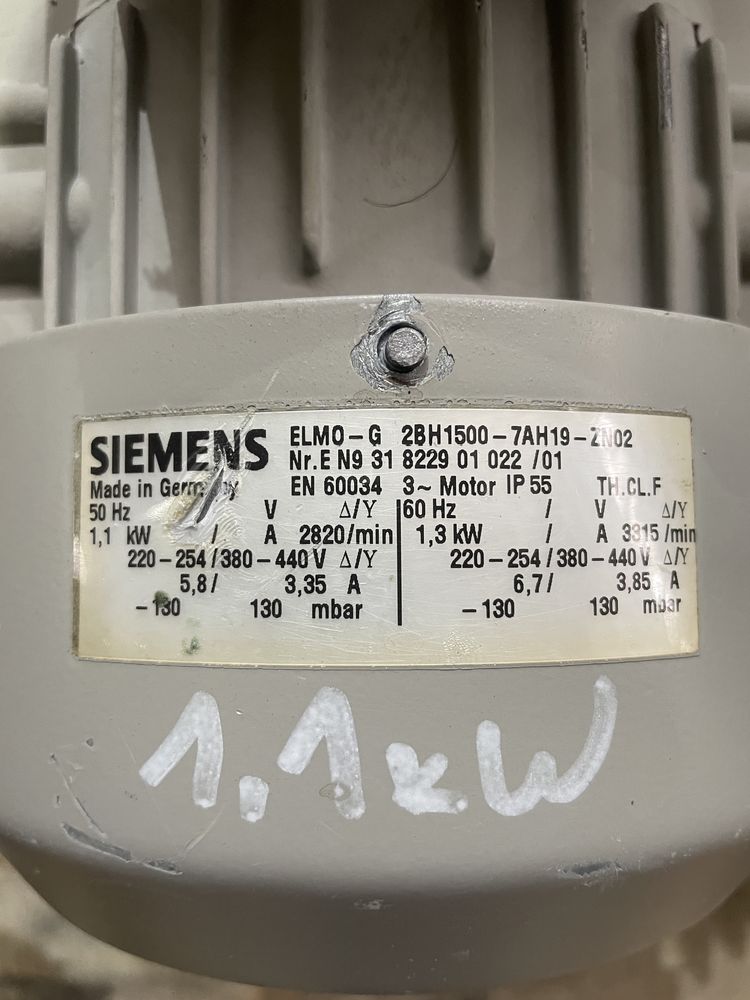 SIEMENS
ELMO-G 2BH1500-7AH19-ZN02
Nr.E N9 31 8229 01 022 /01
Made in Germany EN 60034 3~ Motor IP 55 TH.CL.F
50 Hz V Δ/Y 60 Hz / V Δ/Y
1,1 kW / A 2820/min 1,3 kW / A 3315/min
220-254/380-440 V Δ/Y 220-254/380-440 V Δ/Y
5,8/ 3,35 A 6,7/ 3,85 A
-130 130 mbar -130 130 mbar
1,1 kW